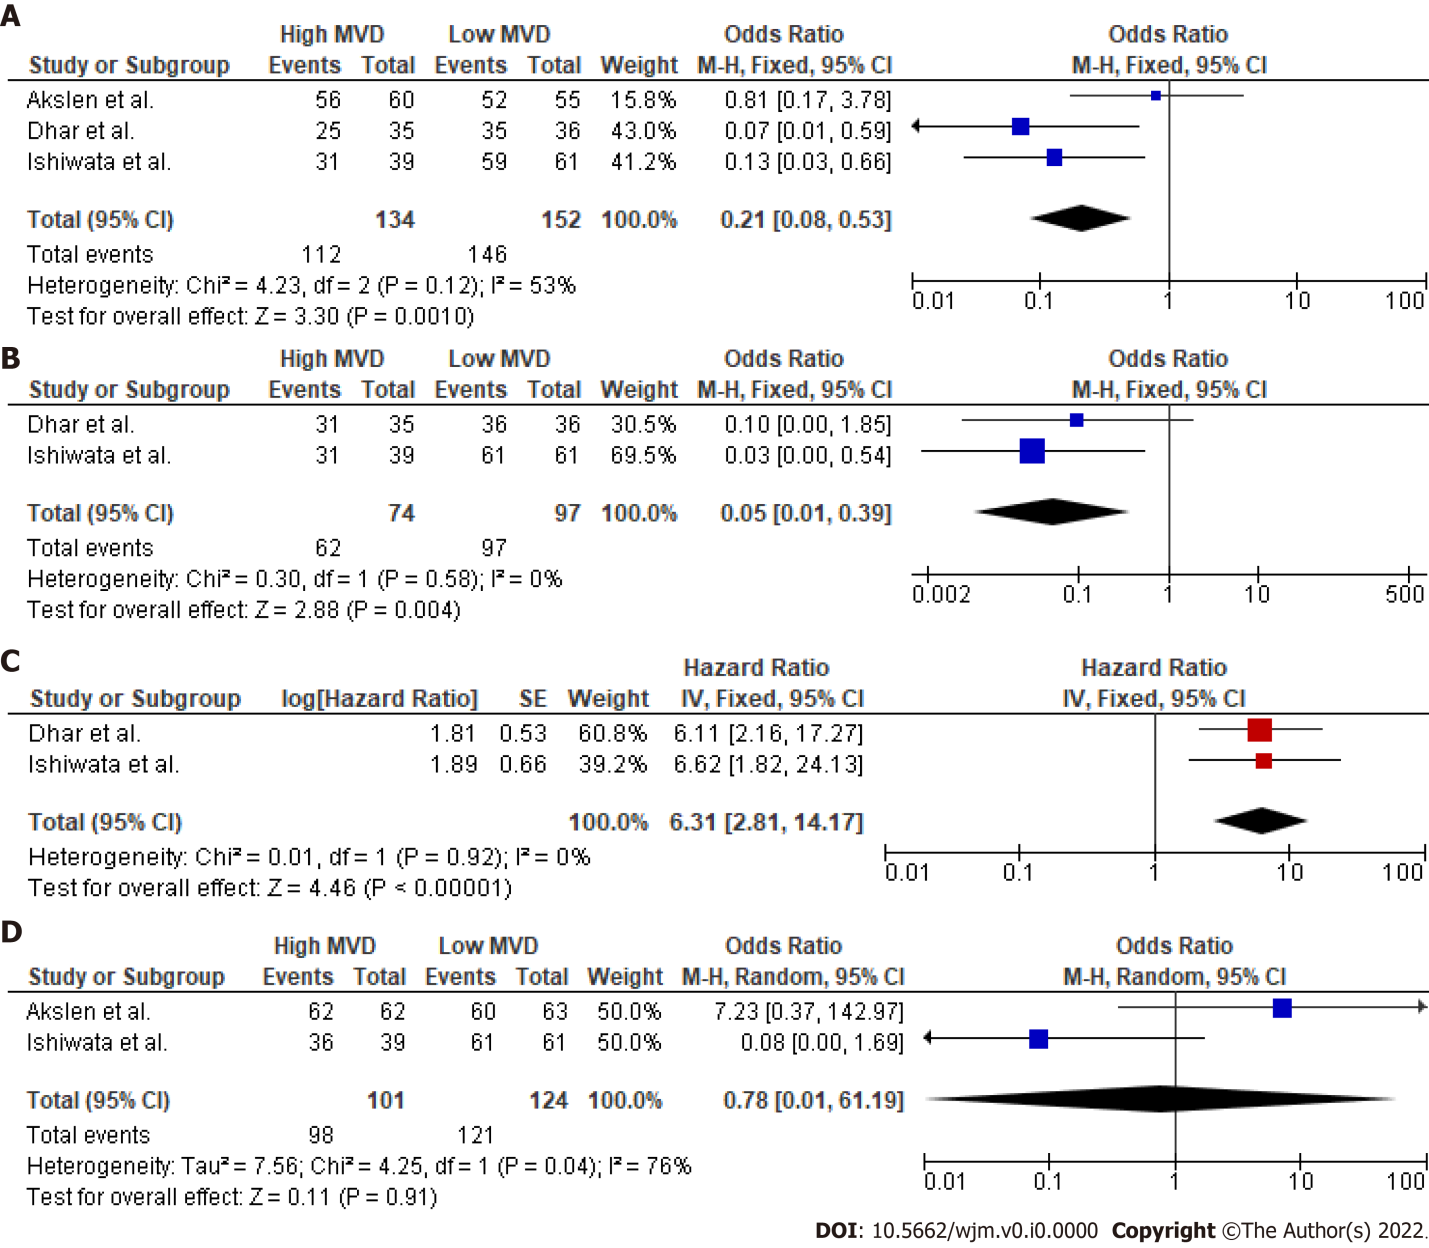 A
High MVD Low MVD Odds Ratio Odds Ratio
Study or Subgroup Events Total Events Total Weight M-H, Fixed, 95% CI M-H, Fixed, 95% CI
Akslen et al. 56 60 52 55 15.8% 0.81 [0.17, 3.78]
Dhar et al. 25 35 35 36 43.0% 0.07 [0.01, 0.59]
Ishiwata et al. 31 39 59 61 41.2% 0.13 [0.03, 0.66]
Total (95% CI) 134 152 100.0% 0.21 [0.08, 0.53]
Total events 112 146
Heterogeneity: Chi² = 4.23, df = 2 (P = 0.12); I² = 53%
0.01 0.1 1 10 100
Test for overall effect: Z = 3.30 (P = 0.0010)
B
High MVD Low MVD Odds Ratio Odds Ratio
Study or Subgroup Events Total Events Total Weight M-H, Fixed, 95% CI M-H, Fixed, 95% CI
Dhar et al. 31 35 36 36 30.5% 0.10 [0.00, 1.85]
Ishiwata et al. 31 39 61 61 69.5% 0.03 [0.00, 0.54]
Total (95% CI) 74 97 100.0% 0.05 [0.01, 0.39]
Total events 62 97
Heterogeneity: Chi² = 0.30, df = 1 (P = 0.58); I² = 0%
0.002 0.1 1 10 500
Test for overall effect: Z = 2.88 (P = 0.004)
C
Hazard Ratio Hazard Ratio
Study or Subgroup log[Hazard Ratio] SE Weight IV, Fixed, 95% CI IV, Fixed, 95% CI
Dhar et al. 1.81 0.53 60.8% 6.11 [2.16, 17.27]
Ishiwata et al. 1.89 0.66 39.2% 6.62 [1.82, 24.13]
Total (95% CI) 100.0% 6.31 [2.81, 14.17]
Heterogeneity: Chi² = 0.01, df = 1 (P = 0.92); I² = 0%
0.01 0.1 1 10 100
Test for overall effect: Z = 4.46 (P < 0.00001)
D
High MVD Low MVD Odds Ratio Odds Ratio
Study or Subgroup Events Total Events Total Weight M-H, Random, 95% CI M-H, Random, 95% CI
Akslen et al. 62 62 60 63 50.0% 7.23 [0.37, 142.97]
Ishiwata et al. 36 39 61 61 50.0% 0.08 [0.00, 1.69]
Total (95% CI) 101 124 100.0% 0.78 [0.01, 61.19]
Total events 98 121
Heterogeneity: Tau² = 7.56; Chi² = 4.25, df = 1 (P = 0.04); I² = 76%
0.01 0.1 1 10 100
Test for overall effect: Z = 0.11 (P = 0.91)
DOI: 10.5662/wjm.v0.i0.0000 Copyright ©The Author(s) 2022.